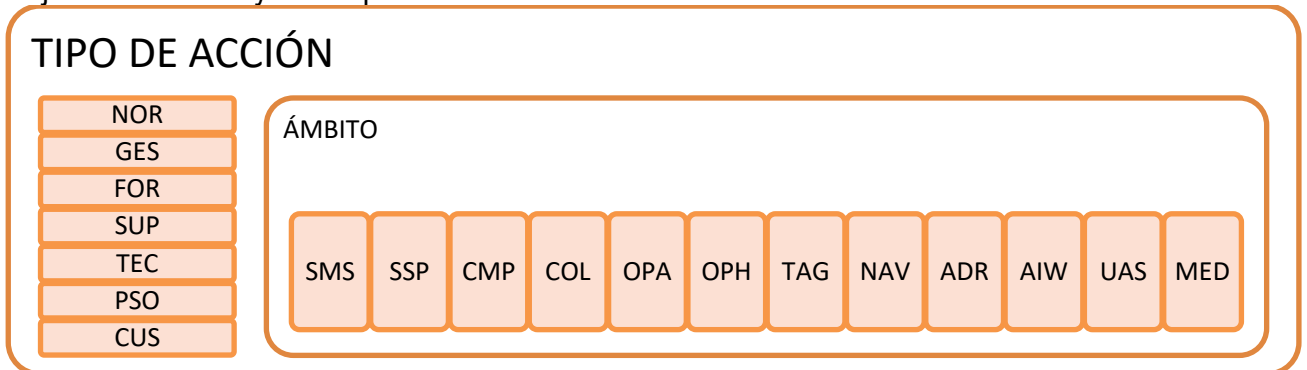 TIPO DE ACCIÓN
NOR
GES
FOR
SUP
TEC
PSO
CUS
ÁMBITO
SMS SSP CMP COL OPA OPH TAG NAV ADR AIW UAS MED